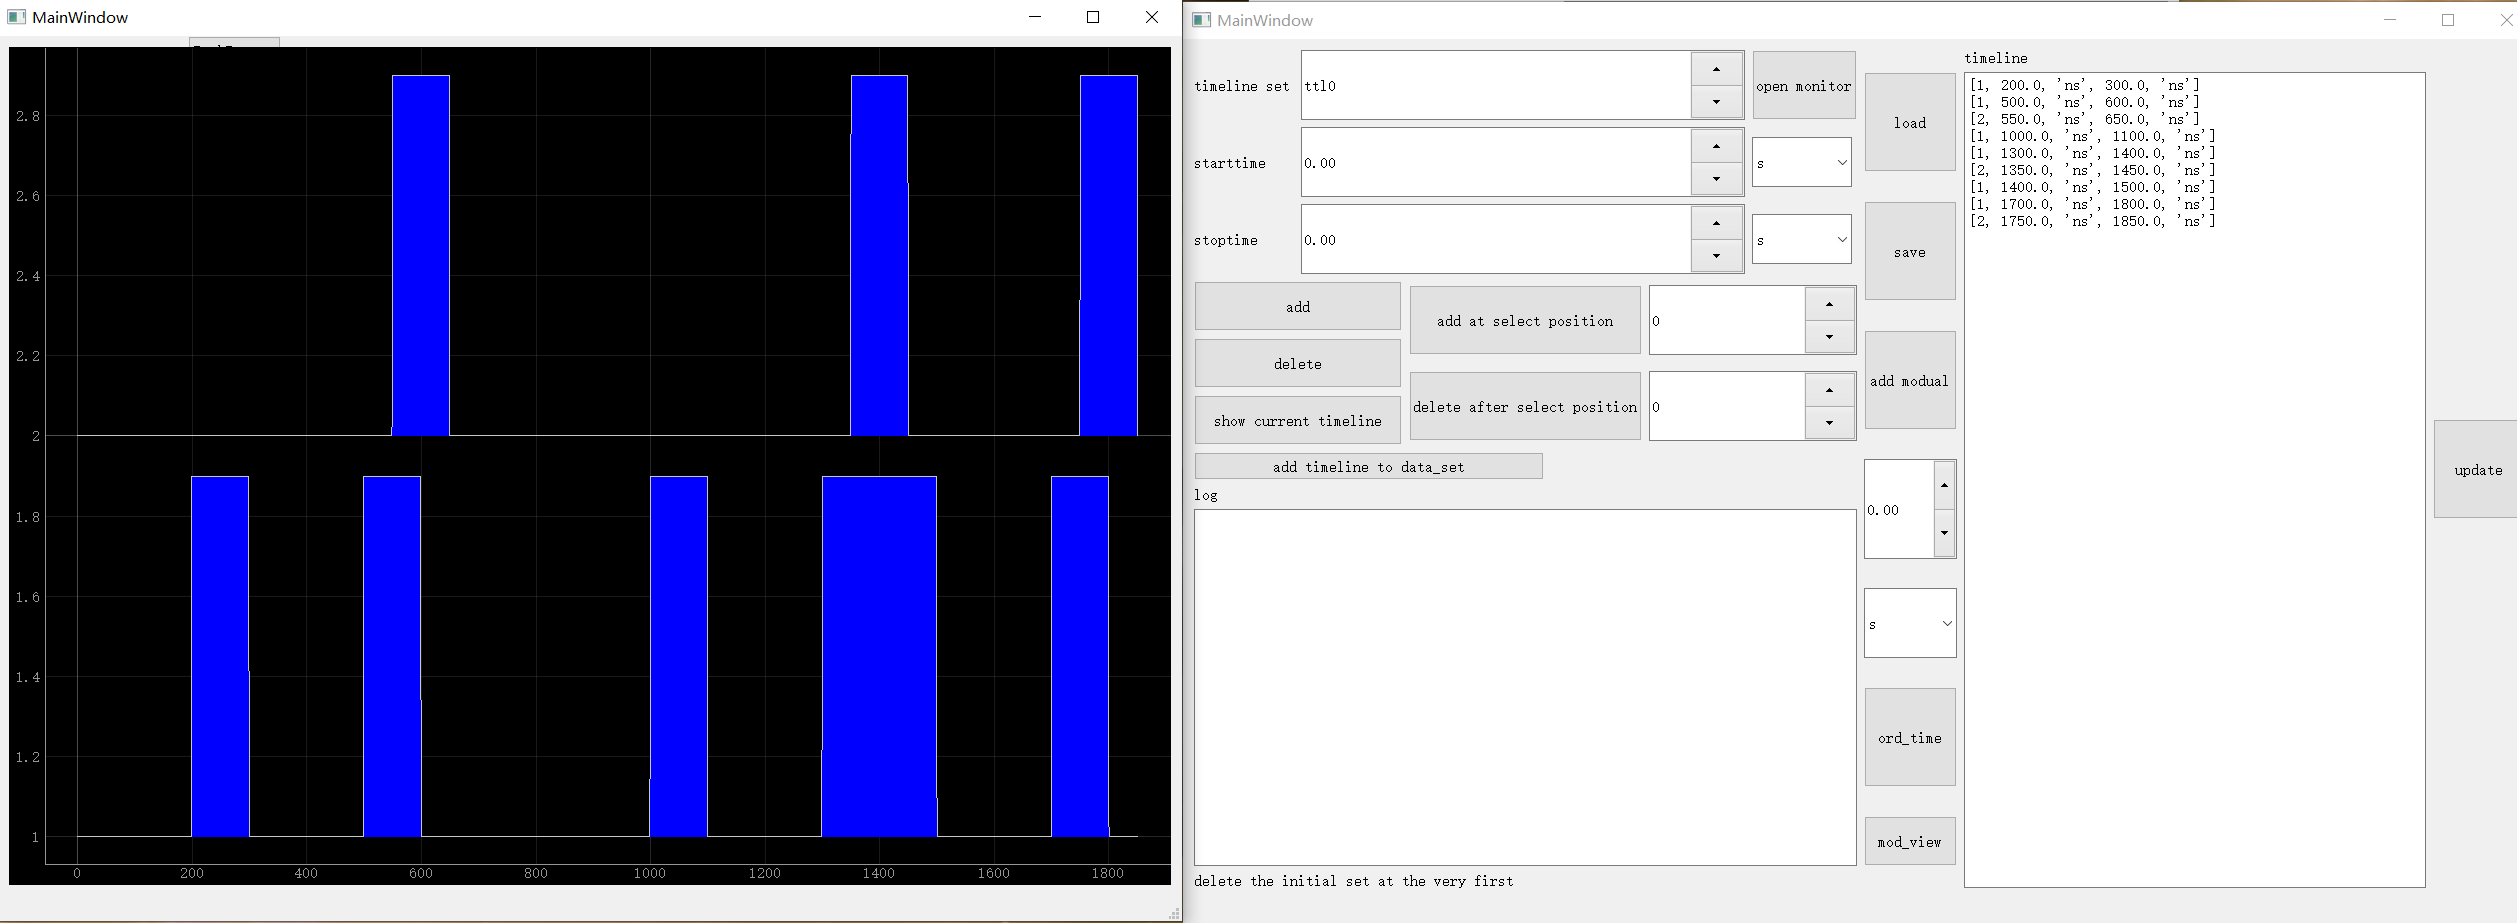 MainWindow
2.8
2.6
2.4
2.2
2
1.8
1.6
1.4
1.2
1
0 200 400 600 800 1000 1200 1400 1600 1800
MainWindow
timeline set ttl0 open monitor
starttime 0.00 s
stoptime 0.00 s
add
delete
show current timeline
add at select position 0
delete after select position 0
add timeline to data_set
log
delete the initial set at the very first
load
save
add modual
0.00
s
ord_time
mod_view
timeline
[1, 200.0, 'ns', 300.0, 'ns']
[1, 500.0, 'ns', 600.0, 'ns']
[2, 550.0, 'ns', 650.0, 'ns']
[1, 1000.0, 'ns', 1100.0, 'ns']
[1, 1300.0, 'ns', 1400.0, 'ns']
[2, 1350.0, 'ns', 1450.0, 'ns']
[1, 1400.0, 'ns', 1500.0, 'ns']
[1, 1700.0, 'ns', 1800.0, 'ns']
[2, 1750.0, 'ns', 1850.0, 'ns']
update